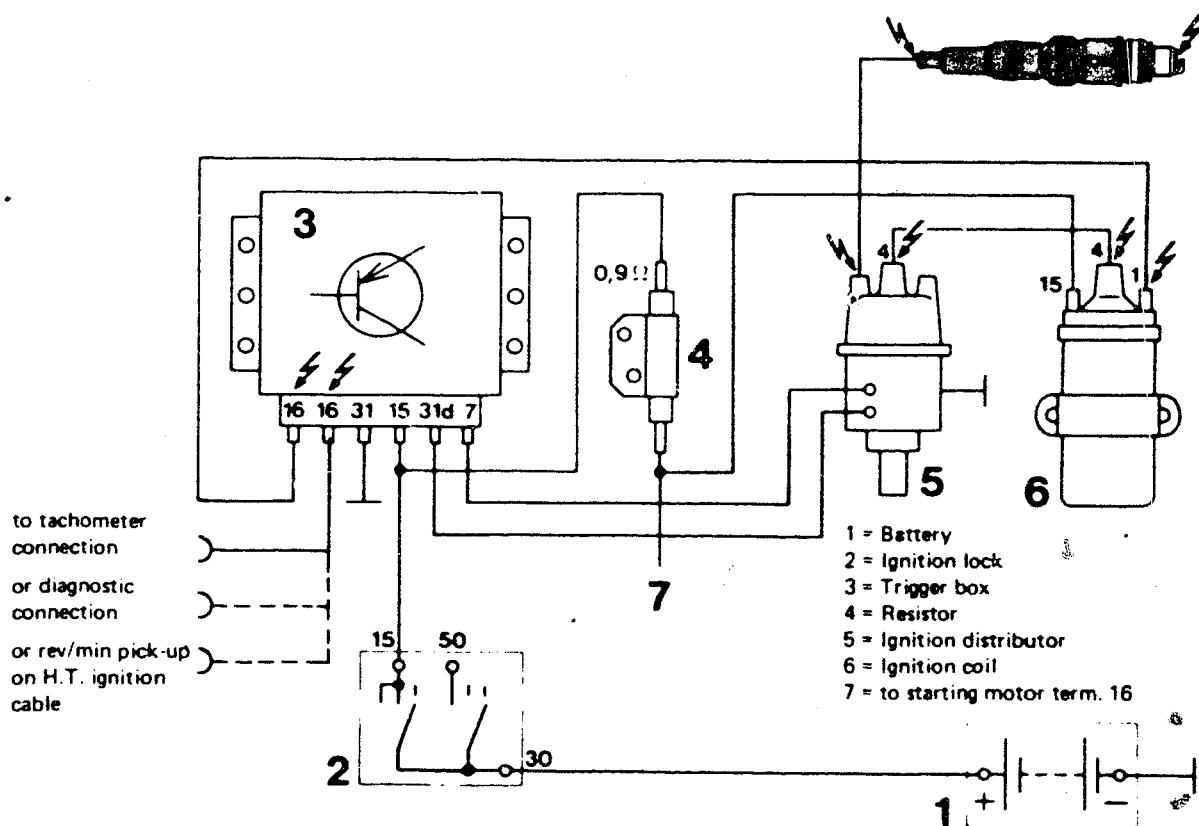 3
0,9 Ω
4
4
4
15
1
16 16 31 15 31d 7
5
6
to tachometer
connection
or diagnostic
connection
or rev/min pick-up
on H.T. ignition
cable
7
1 = Battery
2 = Ignition lock
3 = Trigger box
4 = Resistor
5 = Ignition distributor
6 = Ignition coil
7 = to starting motor term. 16
15 50
2
30
1
+ −